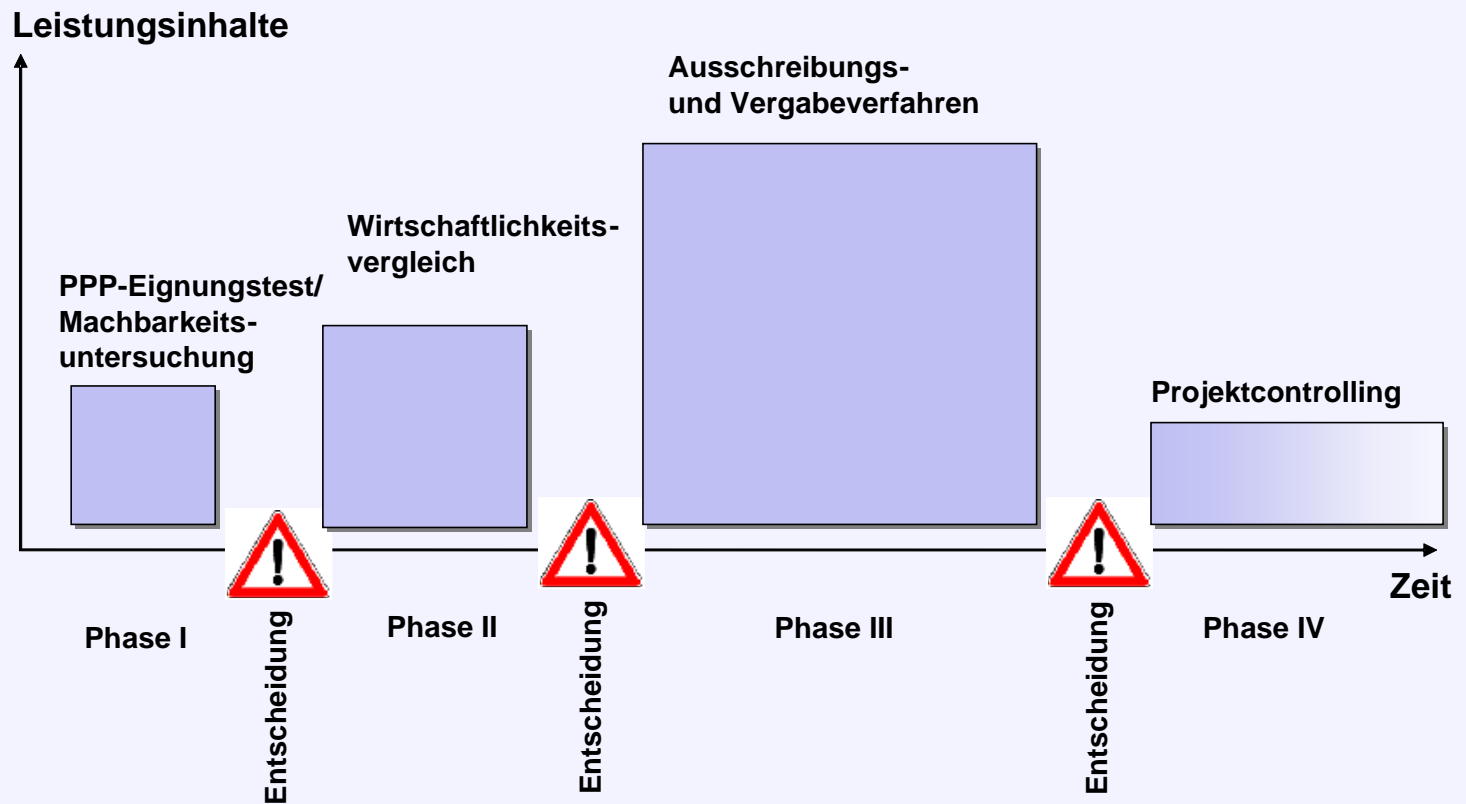 Leistungsinhalte
Ausschreibungs-
und Vergabeverfahren
Wirtschaftlichkeits-
vergleich
PPP-Eignungstest/
Machbarkeits-
untersuchung
Projektcontrolling
Zeit
Phase I
Entscheidung
Phase II
Entscheidung
Phase III
Entscheidung
Phase IV